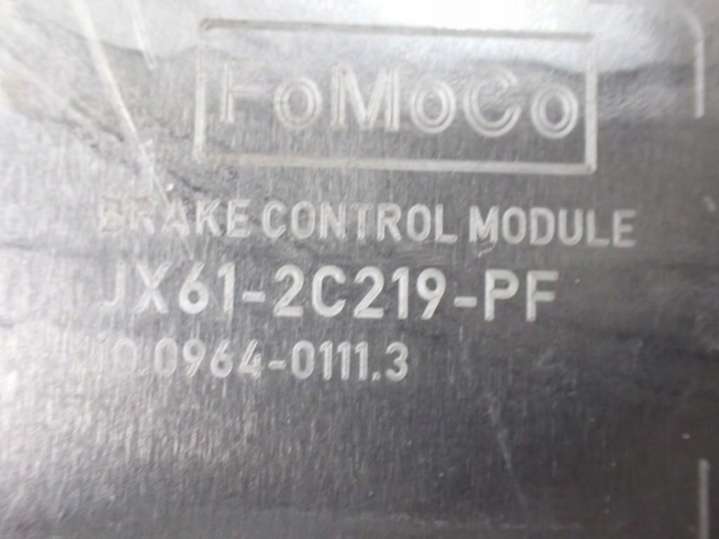 FoMoCo
BRAKE CONTROL MODULE
JX61-2C219-PF
10.0964-0111.3